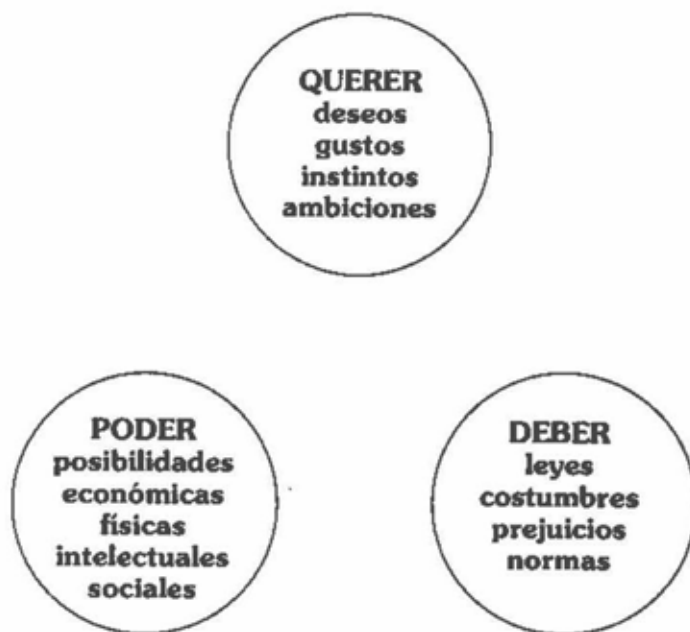 QUERER
deseos
gustos
instintos
ambiciones
PODER
posibilidades
económicas
físicas
intelectuales
sociales
DEBER
leyes
costumbres
prejuicios
normas